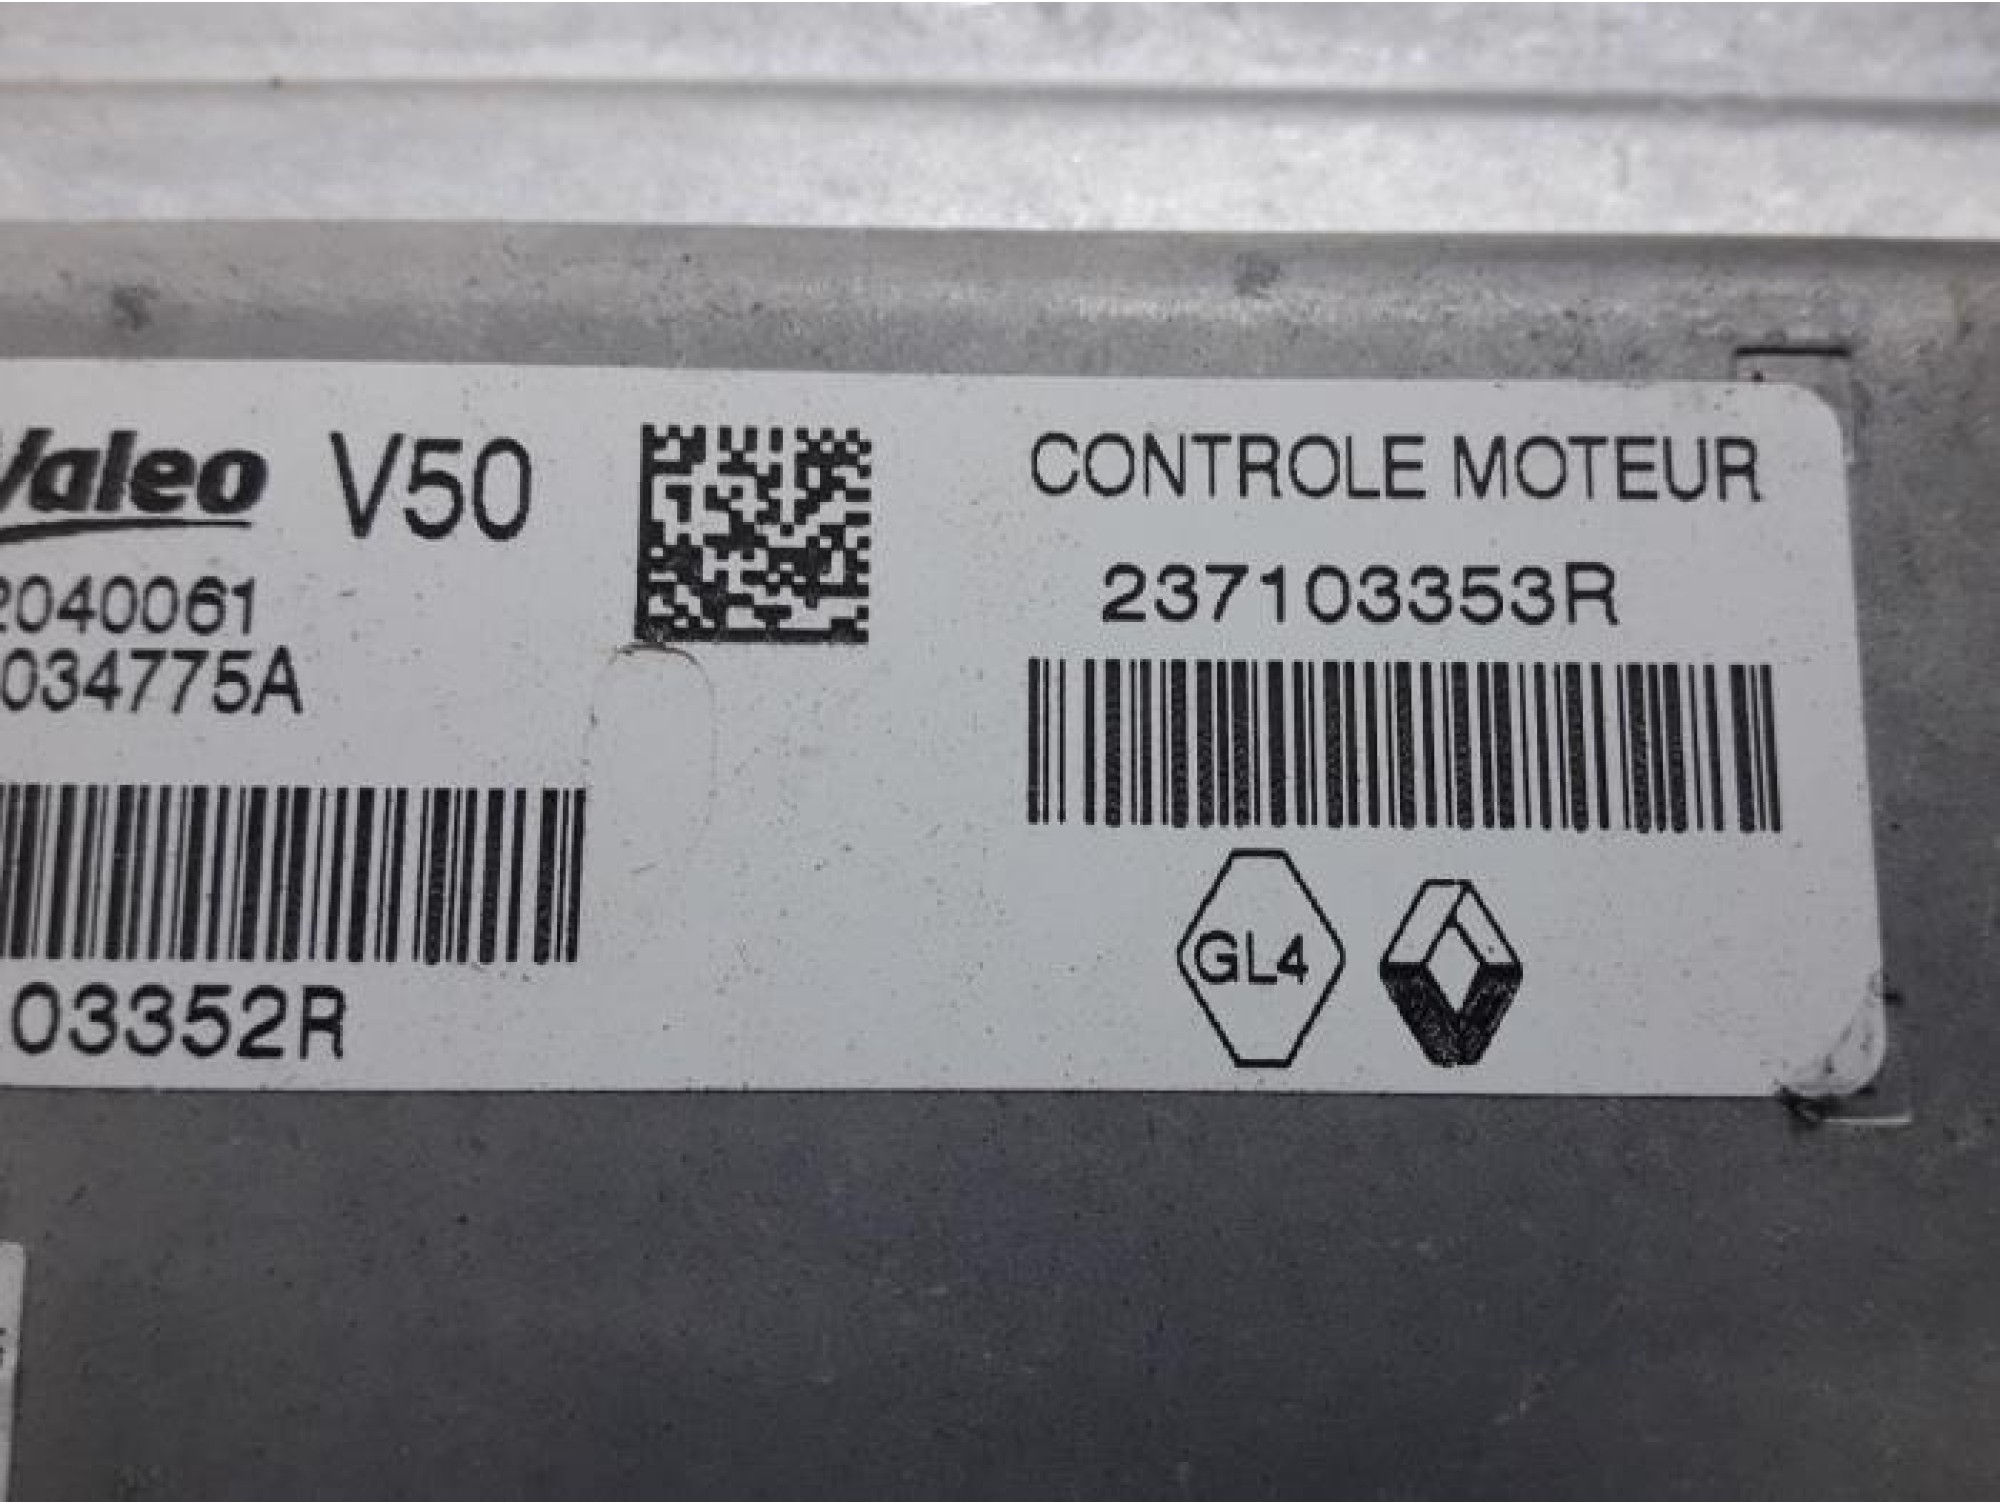 Valeo V50
2040061
034775A
03352R
CONTROLE MOTEUR
237103353R
GL4